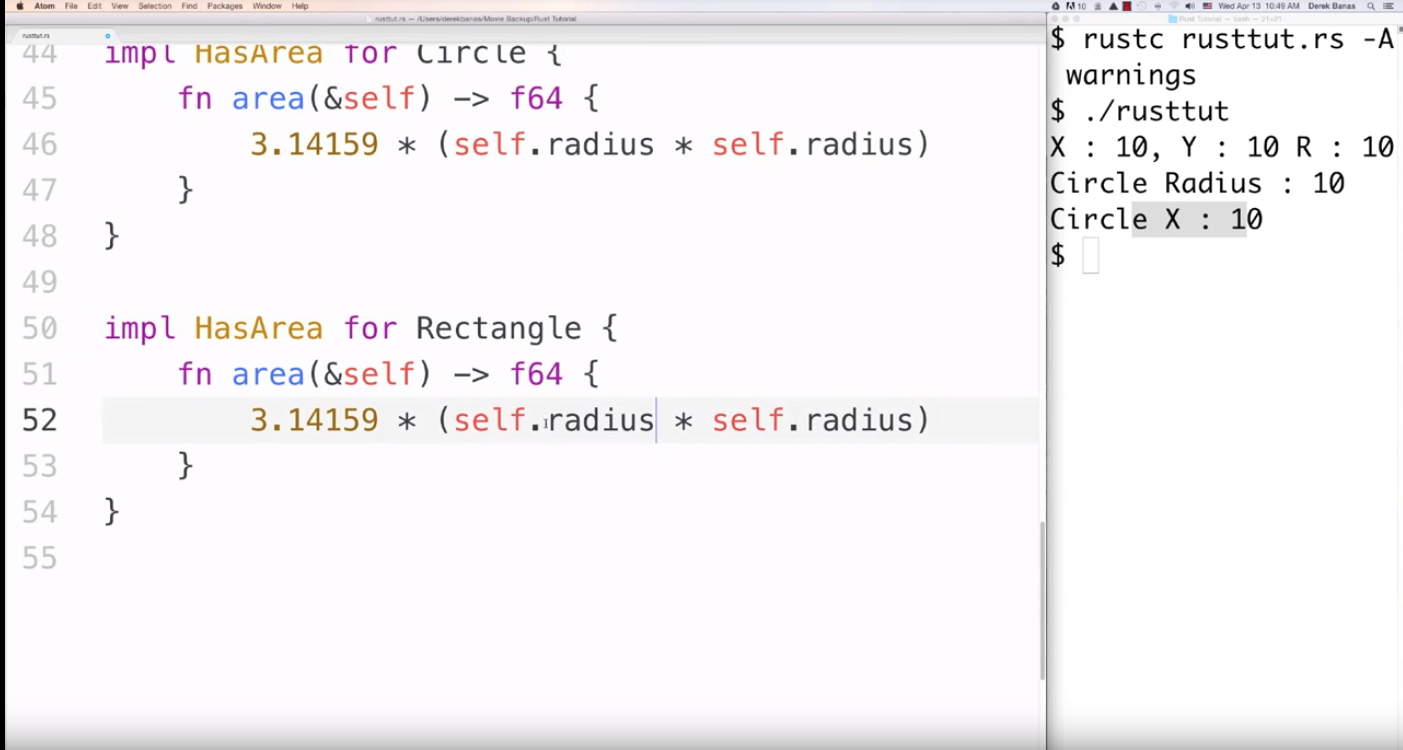 Atom File Edit View Selection Find Packages Window Help
10 Wed Apr 13 10:49 AM Derek Banas
rusttut.rs — /Users/derekbanas/Movie Backup/Rust Tutorial
Rust Tutorial — bash — 21×21
rusttut.rs
44 impl HasArea for Circle {
45 fn area(&self) -> f64 {
46 3.14159 * (self.radius * self.radius)
47 }
48 }
49
50 impl HasArea for Rectangle {
51 fn area(&self) -> f64 {
52 3.14159 * (self.radius * self.radius)
53 }
54 }
55
$ rustc rusttut.rs -A
warnings
$ ./rusttut
X : 10, Y : 10 R : 10
Circle Radius : 10
Circle X : 10
$